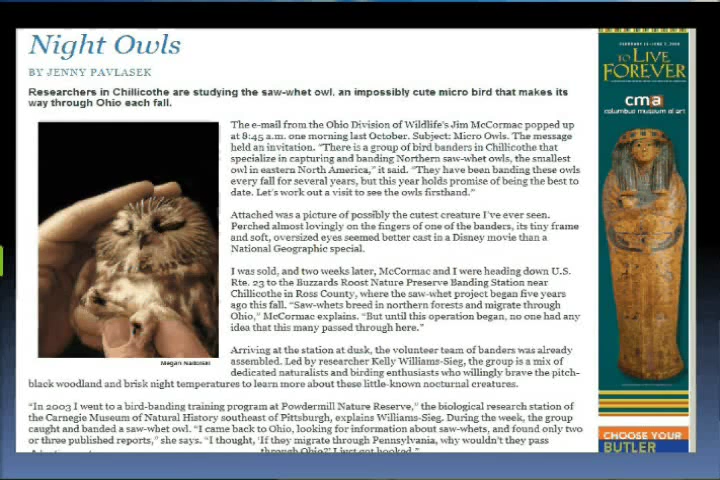 Night Owls
BY JENNY PAVLASEK
Researchers in Chillicothe are studying the saw-whet owl, an impossibly cute micro bird that makes its
way through Ohio each fall.
The e-mail from the Ohio Division of Wildlife's Jim McCormac popped up
at 8:45 a.m. one morning last October. Subject: Micro Owls. The message
held an invitation. "There is a group of bird banders in Chillicothe that
specialize in capturing and banding Northern saw-whet owls, the smallest
owl in eastern North America," it said. "They have been banding these owls
every fall for several years, but this year holds promise of being the best to
date. Let's work out a visit to see the owls firsthand."
Attached was a picture of possibly the cutest creature I've ever seen.
Perched almost lovingly on the fingers of one of the banders, its tiny frame
and soft, oversized eyes seemed better cast in a Disney movie than a
National Geographic special.
I was sold, and two weeks later, McCormac and I were heading down U.S.
Rte. 23 to the Buzzards Roost Nature Preserve Banding Station near
Chillicothe in Ross County, where the saw-whet project began five years
ago this fall. "Saw-whets breed in northern forests and migrate through
Ohio," McCormac explains. "But until this operation began, no one had any
idea that this many passed through here."
Megan Nadolski
Arriving at the station at dusk, the volunteer team of banders was already
assembled. Led by researcher Kelly Williams-Sieg, the group is a mix of
dedicated naturalists and birding enthusiasts who willingly brave the pitch-
black woodland and brisk night temperatures to learn more about these little-known nocturnal creatures.
"In 2003 I went to a bird-banding training program at Powdermill Nature Reserve," the biological research station of
the Carnegie Museum of Natural History southeast of Pittsburgh, explains Williams-Sieg. During the week, the group
caught and banded a saw-whet owl. "I came back to Ohio, looking for information about saw-whets, and found only two
or three published reports," she says. "I thought, 'If they migrate through Pennsylvania, why wouldn't they pass
through Ohio?' I just got hooked."
TO LIVE
FOREVER
cma
columbus museum of art
CHOOSE YOUR
BUTLER